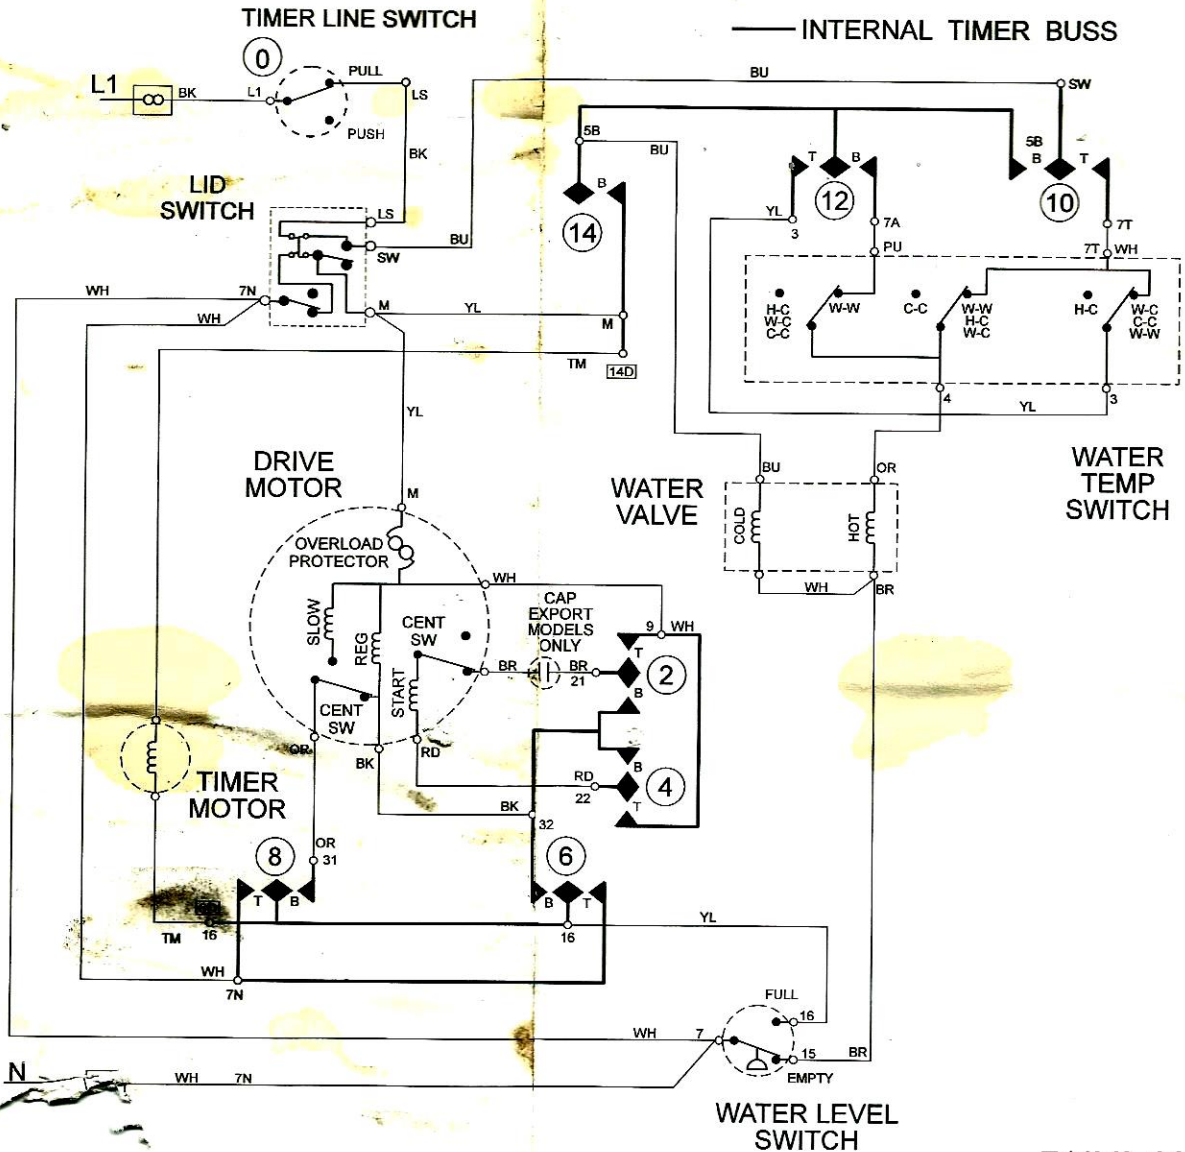 TIMER LINE SWITCH
INTERNAL TIMER BUSS
0
L1
BK
L1
PULL
LS
PUSH
BK
BU
SW
5B
BU
T
B
5B
B
T
LID
SWITCH
LS
BU
SW
B
14
YL
3
12
7A
PU
10
7T
7T
WH
WH
7N
WH
M
YL
M
TM
14D
H-C
W-C
C-C
W-W
C-C
W-W
H-C
W-C
H-C
W-C
C-C
W-W
4
3
YL
YL
DRIVE
MOTOR
M
WATER
VALVE
BU
OR
WATER
TEMP
SWITCH
COLD
HOT
OVERLOAD
PROTECTOR
WH
WH
BR
SLOW
REG
CENT
SW
START
CAP
EXPORT
MODELS
ONLY
9
WH
BR
BR
21
T
2
B
CENT
SW
OR
BK
RD
TIMER
MOTOR
RD
22
B
4
T
BK
32
OR
31
8
6
T
B
B
T
TM
16
16
YL
WH
7N
FULL
16
WH
7
15
BR
EMPTY
N
WH
7N
WATER LEVEL
SWITCH